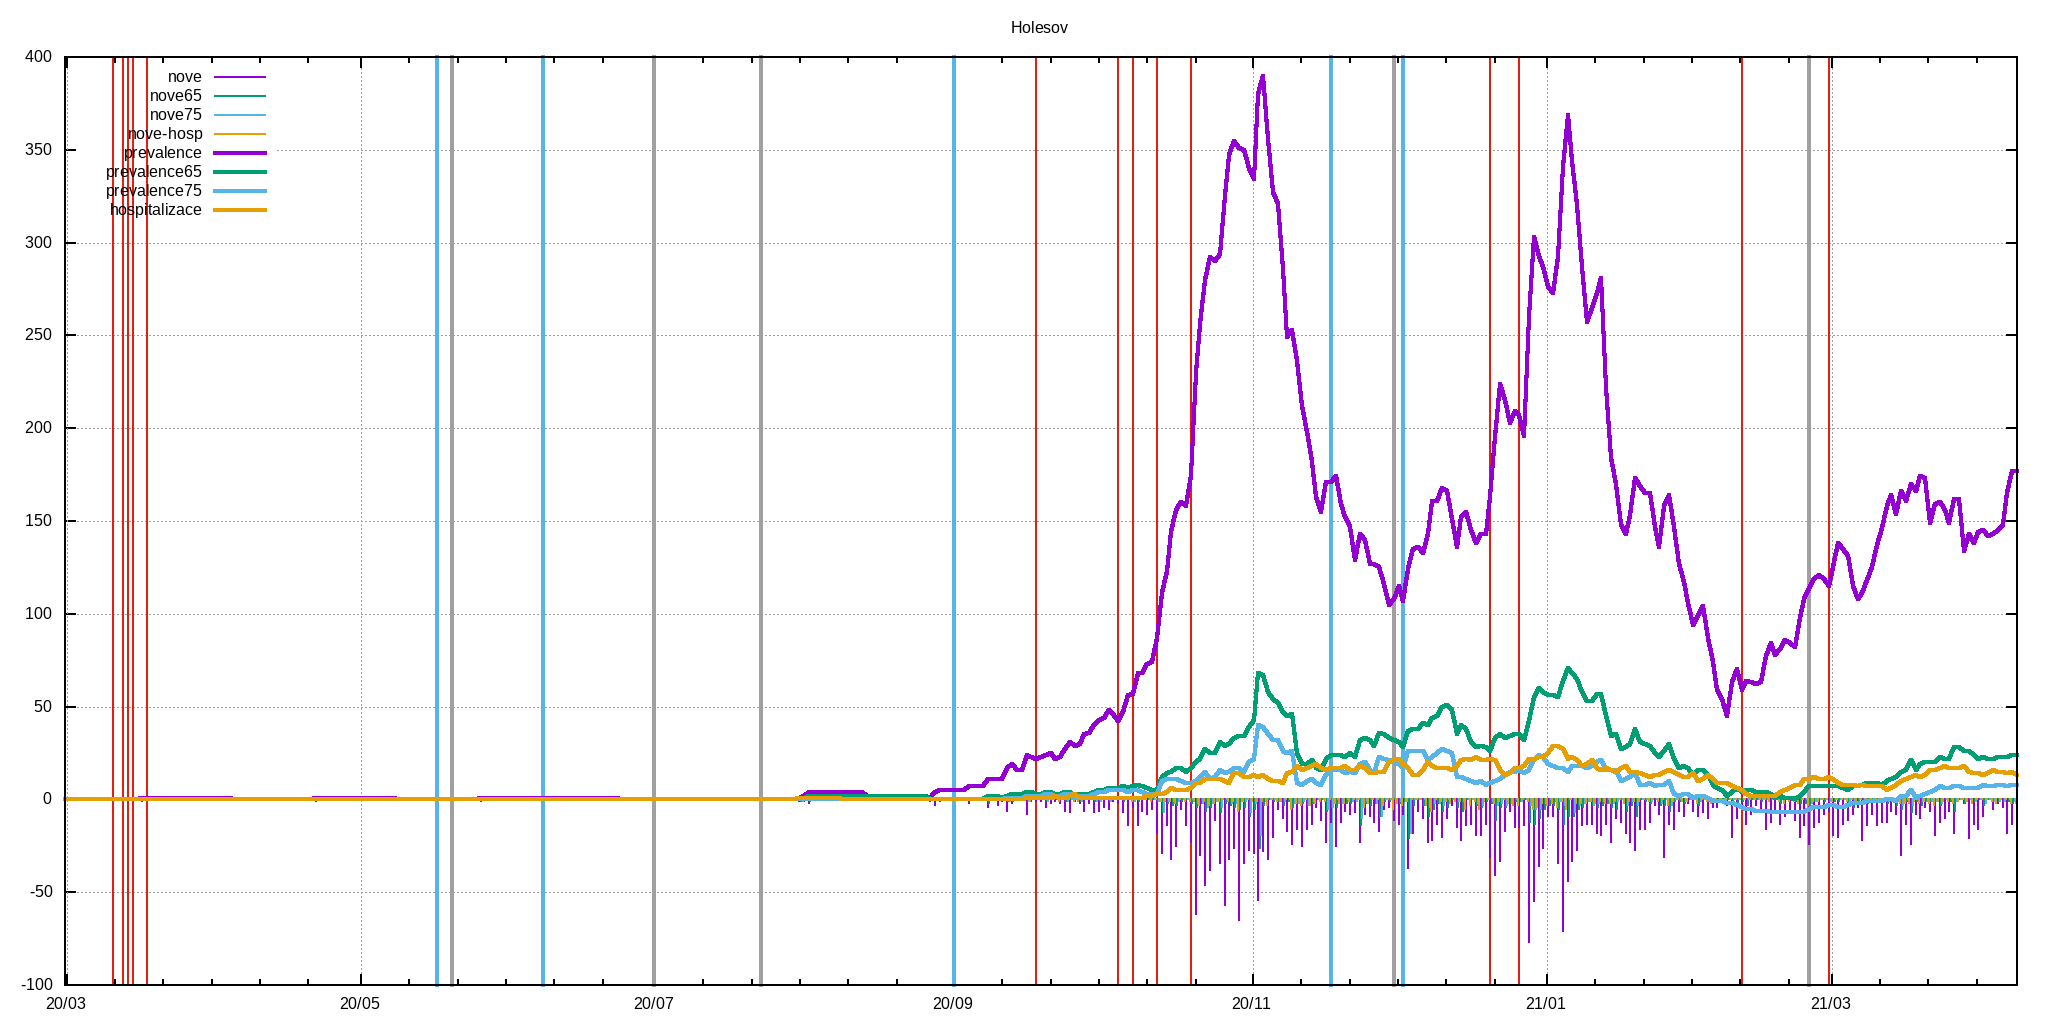 Holesov
400
350
300
250
200
150
100
50
0
-50
-100
nove
nove65
nove75
nove-hosp
prevalence
prevalence65
prevalence75
hospitalizace
20/03
20/05
20/07
20/09
20/11
21/01
21/03